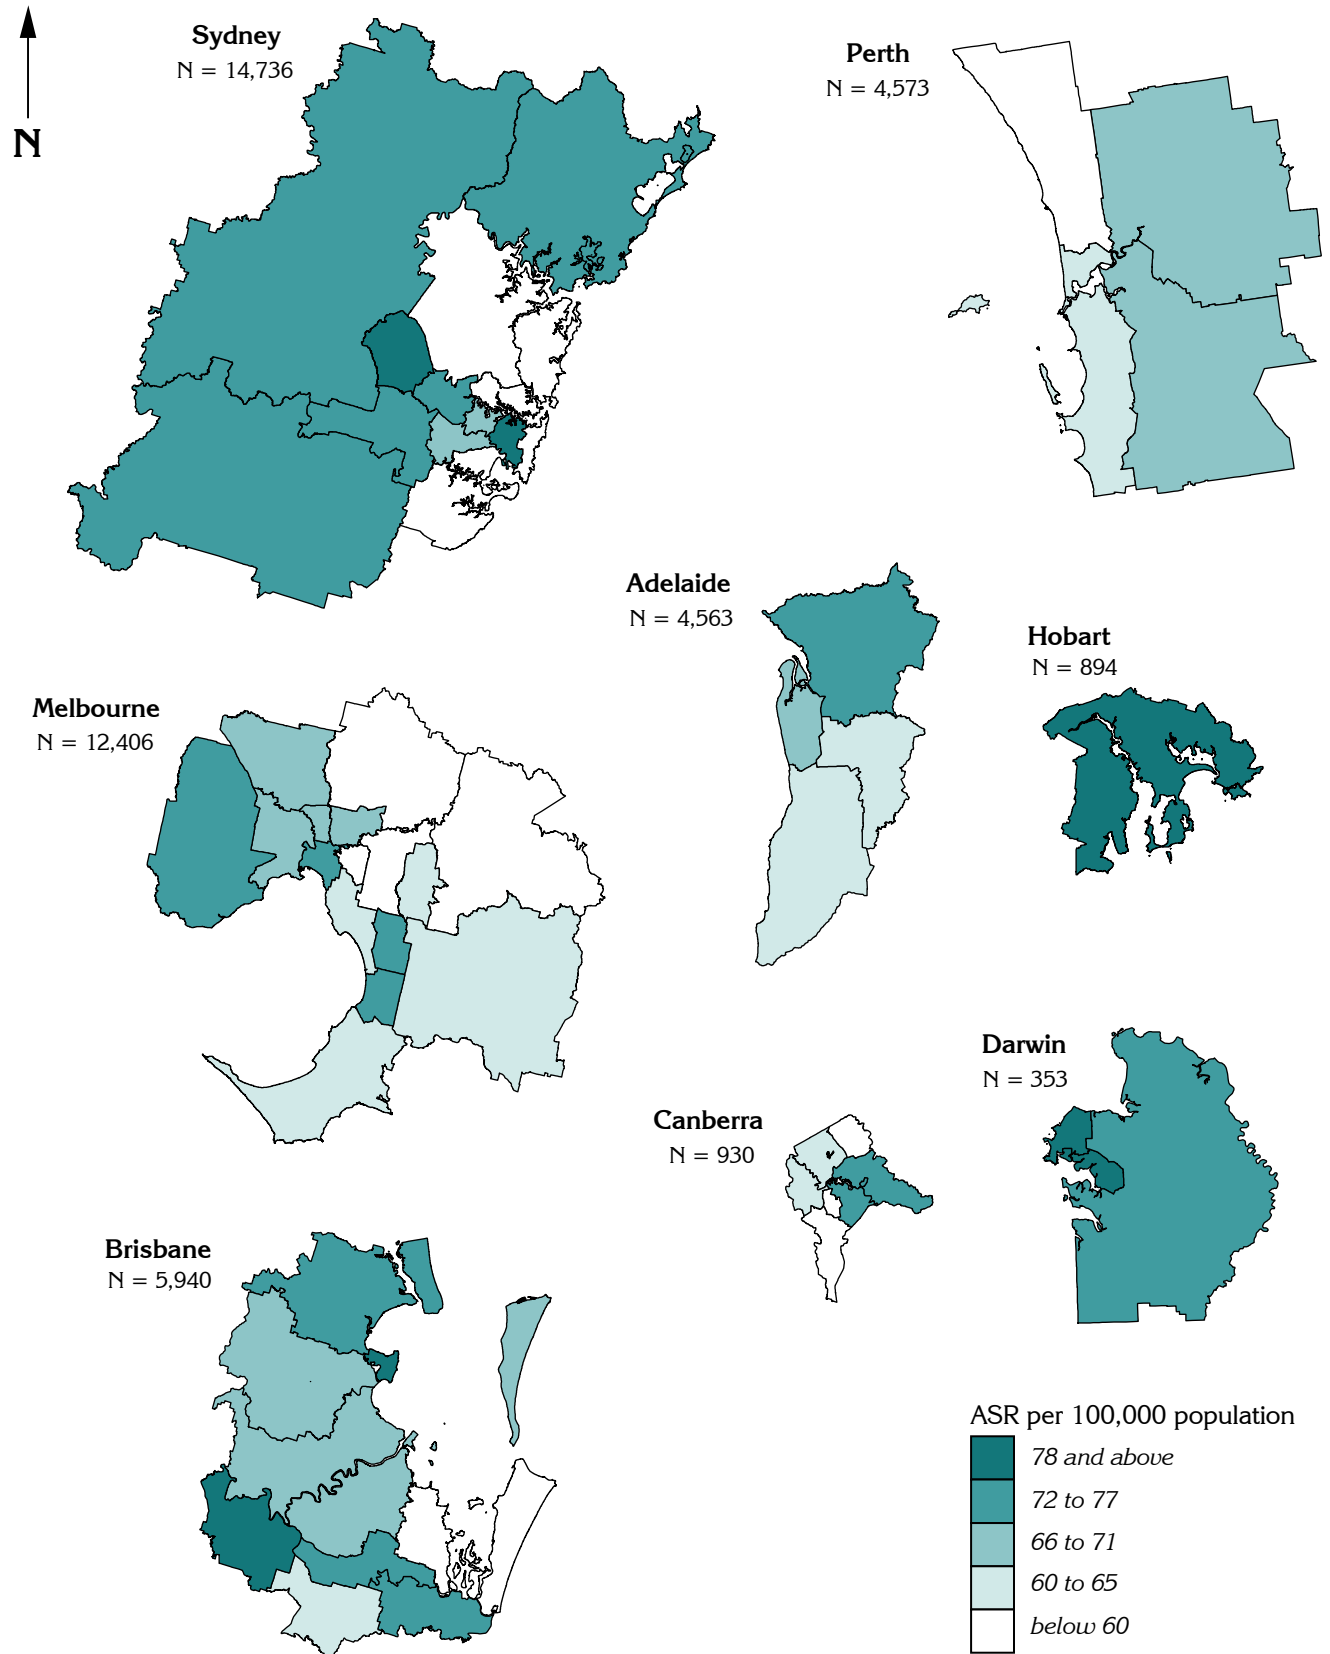 N
Sydney
N = 14,736
Perth
N = 4,573
Adelaide
N = 4,563
Hobart
N = 894
Melbourne
N = 12,406
Darwin
N = 353
Canberra
N = 930
Brisbane
N = 5,940
ASR per 100,000 population
78 and above
72 to 77
66 to 71
60 to 65
below 60